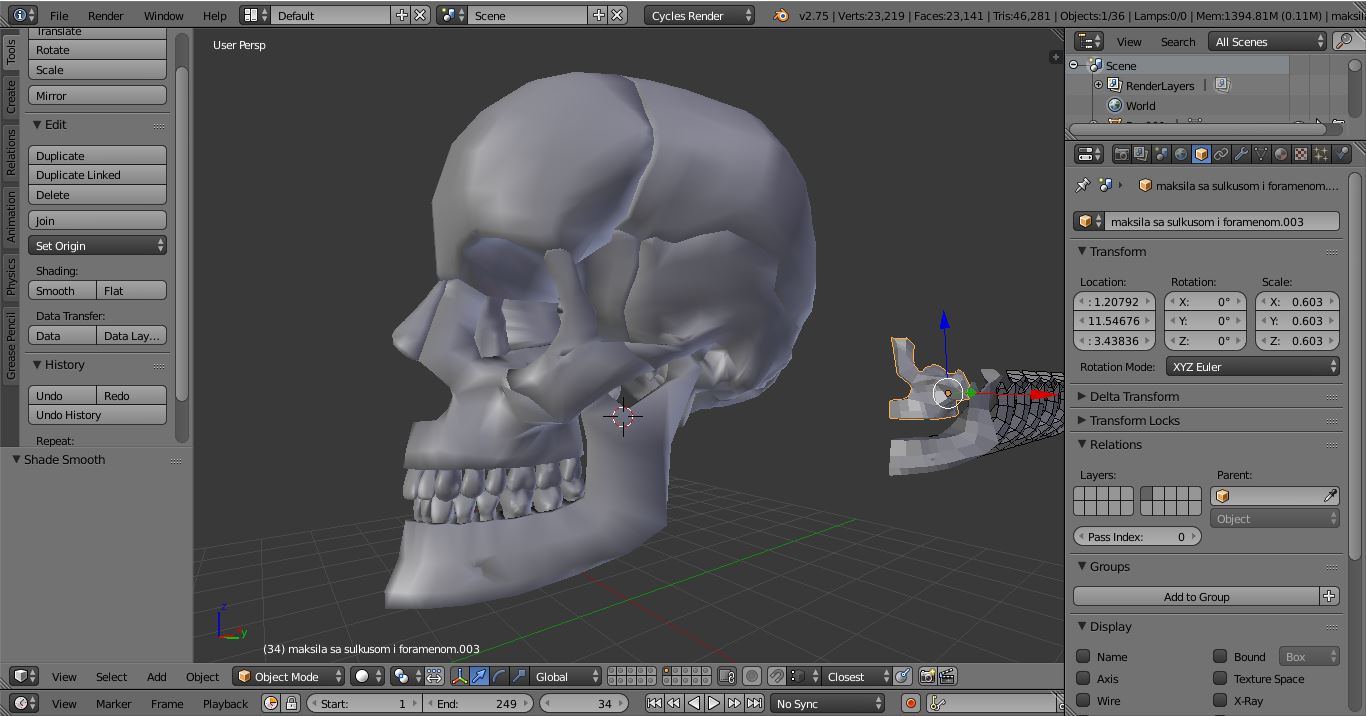 File Render Window Help Default Scene Cycles Render v2.75 | Verts:23,219 | Faces:23,141 | Tris:46,281 | Objects:1/36 | Lamps:0/0 | Mem:1394.81M (0.11M) | maksil
User Persp
View Search All Scenes
Scene
RenderLayers
World
Tools
Create
Relations
Animation
Physics
Grease Pencil
Translate
Rotate
Scale
Mirror
Edit
Duplicate
Duplicate Linked
Delete
Join
Set Origin
Shading:
Smooth Flat
Data Transfer:
Data Data Lay...
History
Undo Redo
Undo History
Repeat:
Shade Smooth
z
y
(34) maksila sa sulkusom i foramenom.003
maksila sa sulkusom i foramenom....
maksila sa sulkusom i foramenom.003
Transform
Location: Rotation: Scale:
: 1.20792 X: 0° X: 0.603
11.54676 Y: 0° Y: 0.603
: 3.43836 Z: 0° Z: 0.603
Rotation Mode: XYZ Euler
Delta Transform
Transform Locks
Relations
Layers: Parent:
Object
Pass Index: 0
Groups
Add to Group
Display
Name Bound Box
Axis Texture Space
Wire X-Ray
View Select Add Object Object Mode Global Closest
View Marker Frame Playback Start: 1 End: 249 34 No Sync